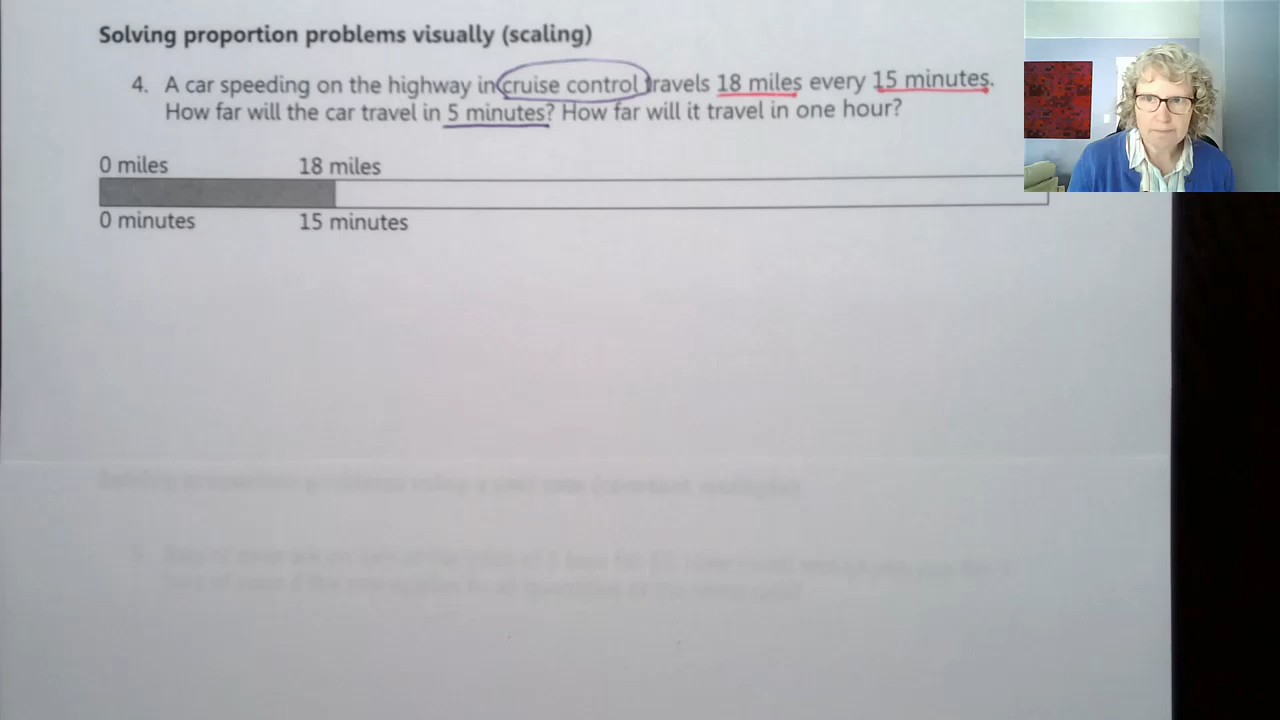 Solving proportion problems visually (scaling)
4. A car speeding on the highway in cruise control travels 18 miles every 15 minutes.
How far will the car travel in 5 minutes? How far will it travel in one hour?
0 miles 18 miles
0 minutes 15 minutes